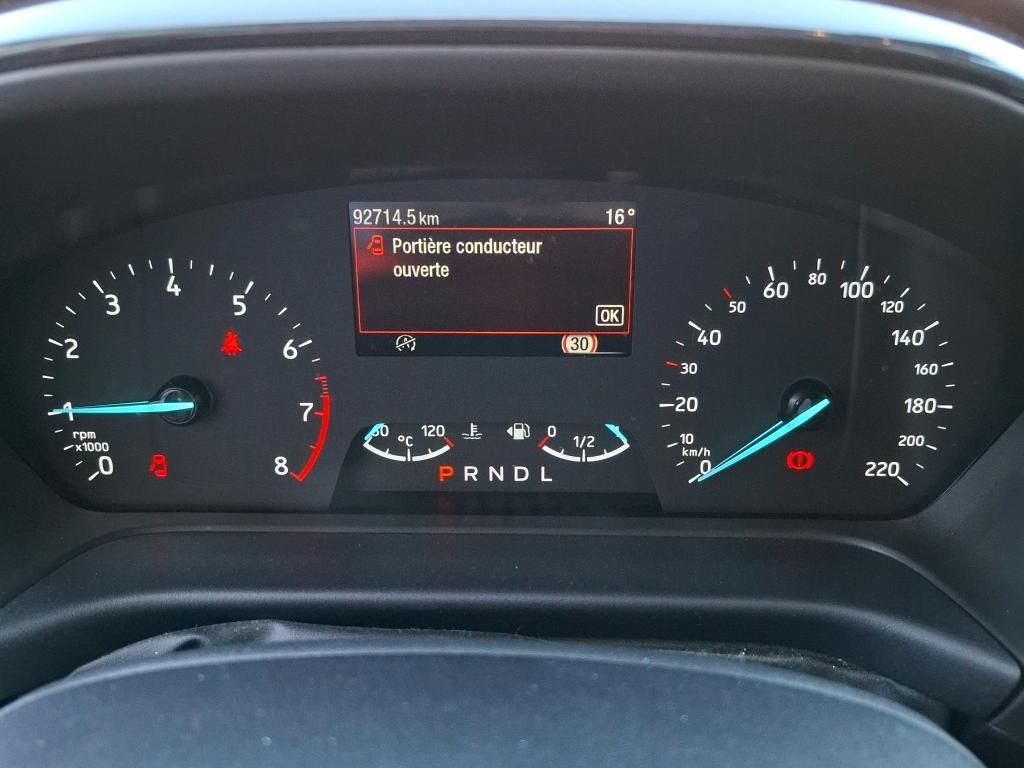 92714.5 km 16°
Portière conducteur
ouverte
OK
30
0 1 2 3 4 5 6 7 8
rpm
x1000
60 °C 120
0 1/2 1
P R N D L
0 10 20 30 40 50 60 80 100 120 140 160 180 200 220
km/h